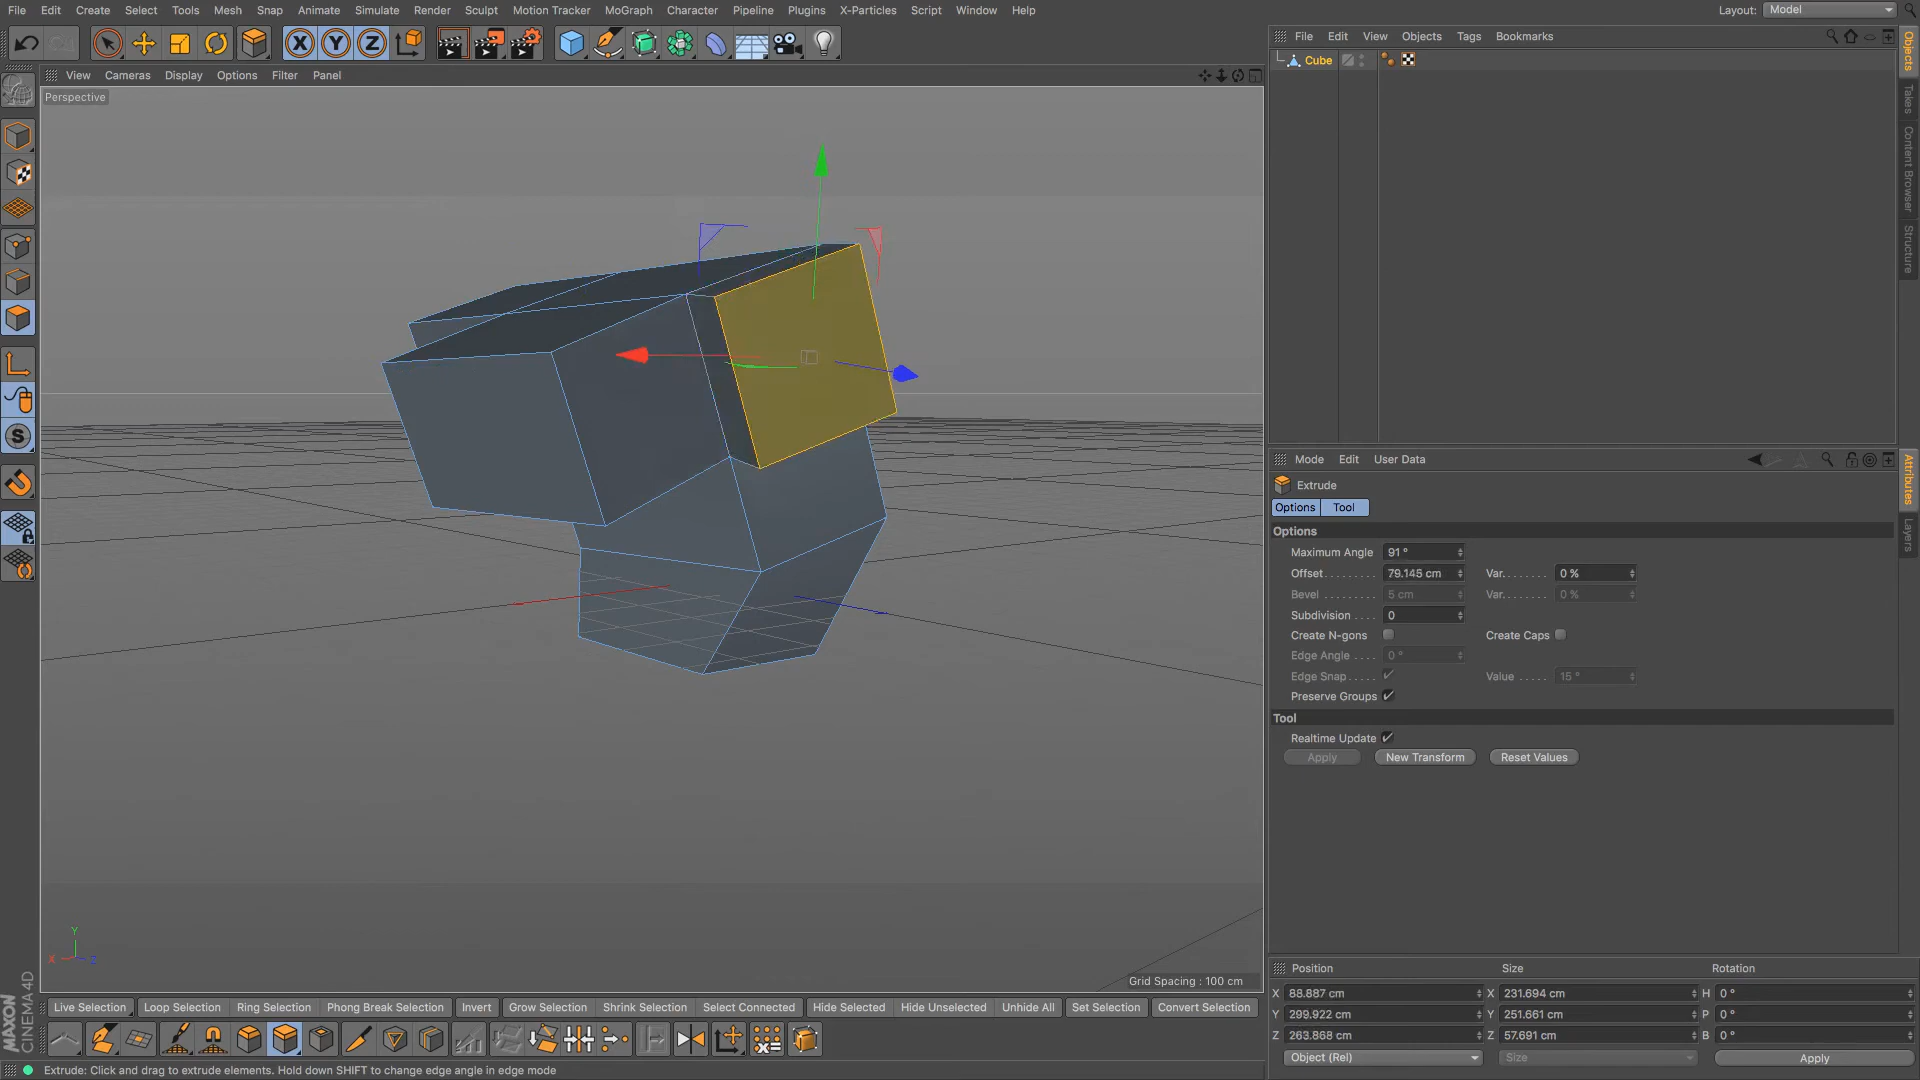 File Edit Create Select Tools Mesh Snap Animate Simulate Render Sculpt Motion Tracker MoGraph Character Pipeline Plugins X-Particles Script Window Help Layout: Model
X Y Z
File Edit View Objects Tags Bookmarks
Cube
View Cameras Display Options Filter Panel
Perspective
Objects
Takes
Content Browser
Structure
S
Mode Edit User Data
Extrude
Options Tool
Options
Maximum Angle 91 °
Offset........ 79.145 cm Var....... 0 %
Bevel ........ 5 cm Var....... 0 %
Subdivision .... 0
Create N-gons Create Caps
Edge Angle .... 0 °
Edge Snap..... Value ..... 15 °
Preserve Groups
Tool
Realtime Update
Apply New Transform Reset Values
Attributes
Layers
Y
X Z
Grid Spacing : 100 cm
Position Size Rotation
X 88.887 cm X 231.694 cm H 0 °
Y 299.922 cm Y 251.661 cm P 0 °
Z 263.868 cm Z 57.691 cm B 0 °
Object (Rel) Size Apply
Live Selection Loop Selection Ring Selection Phong Break Selection Invert Grow Selection Shrink Selection Select Connected Hide Selected Hide Unselected Unhide All Set Selection Convert Selection
MAXON
CINEMA 4D
Extrude: Click and drag to extrude elements. Hold down SHIFT to change edge angle in edge mode